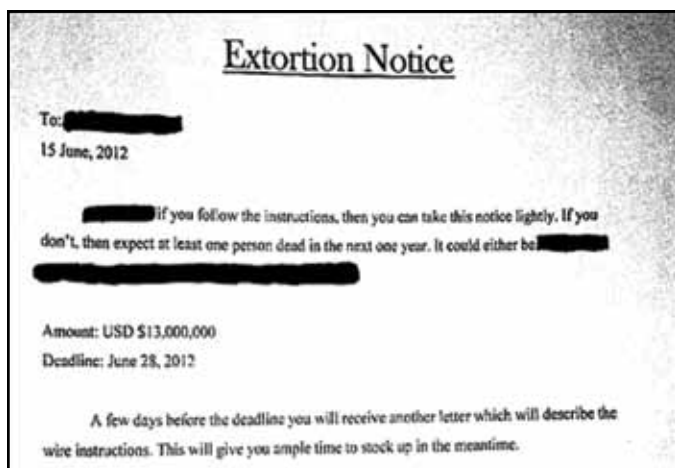 Extortion Notice
To:
15 June, 2012
if you follow the instructions, then you can take this notice lightly. If you
don't, then expect at least one person dead in the next one year. It could either be
Amount: USD $13,000,000
Deadline: June 28, 2012
A few days before the deadline you will receive another letter which will describe the
wire instructions. This will give you ample time to stock up in the meantime.